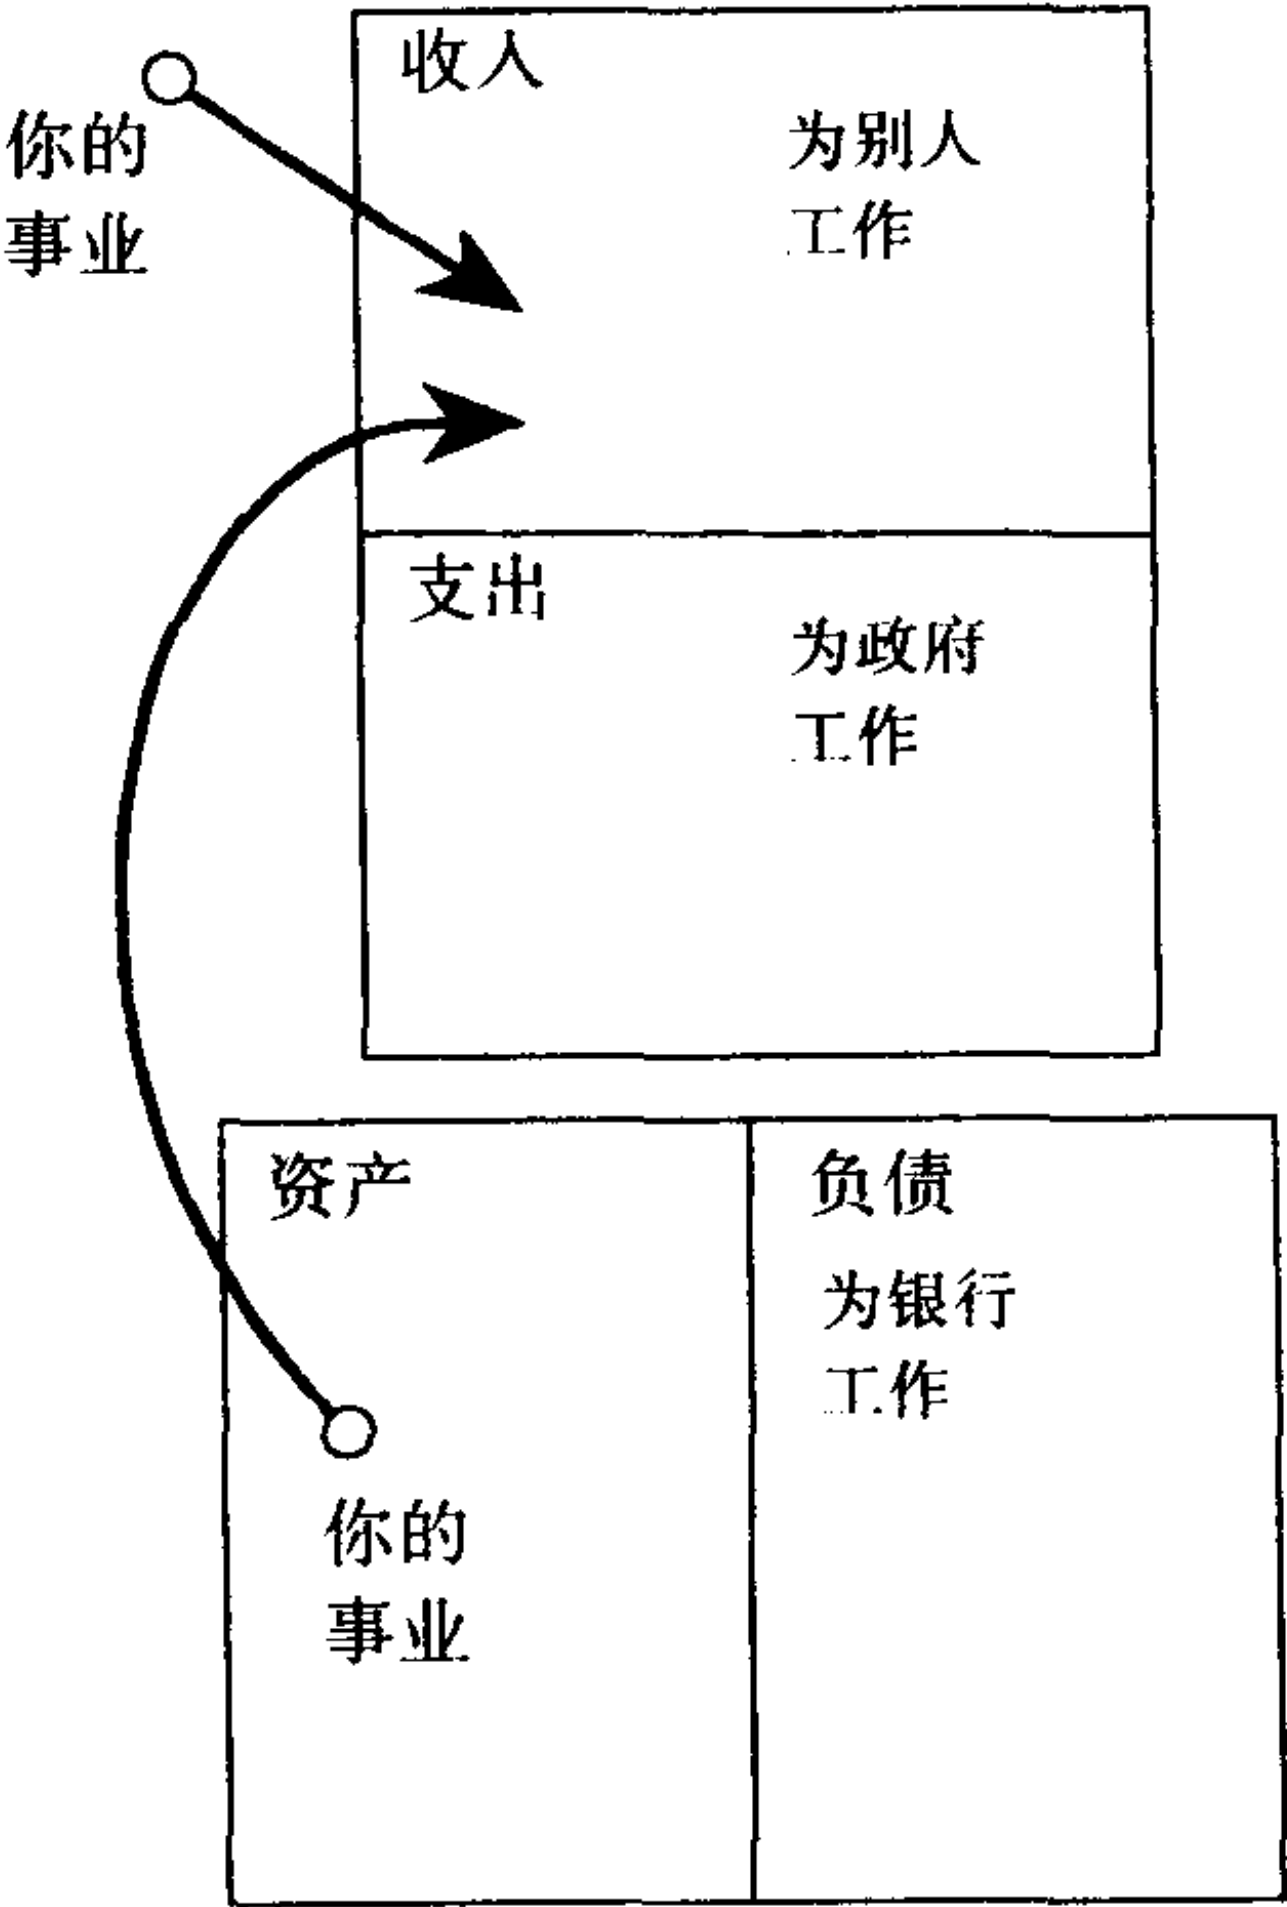 收入
你的
事业
为别人
工作
支出
为政府
工作
资产
你的
事业
负债
为银行
工作